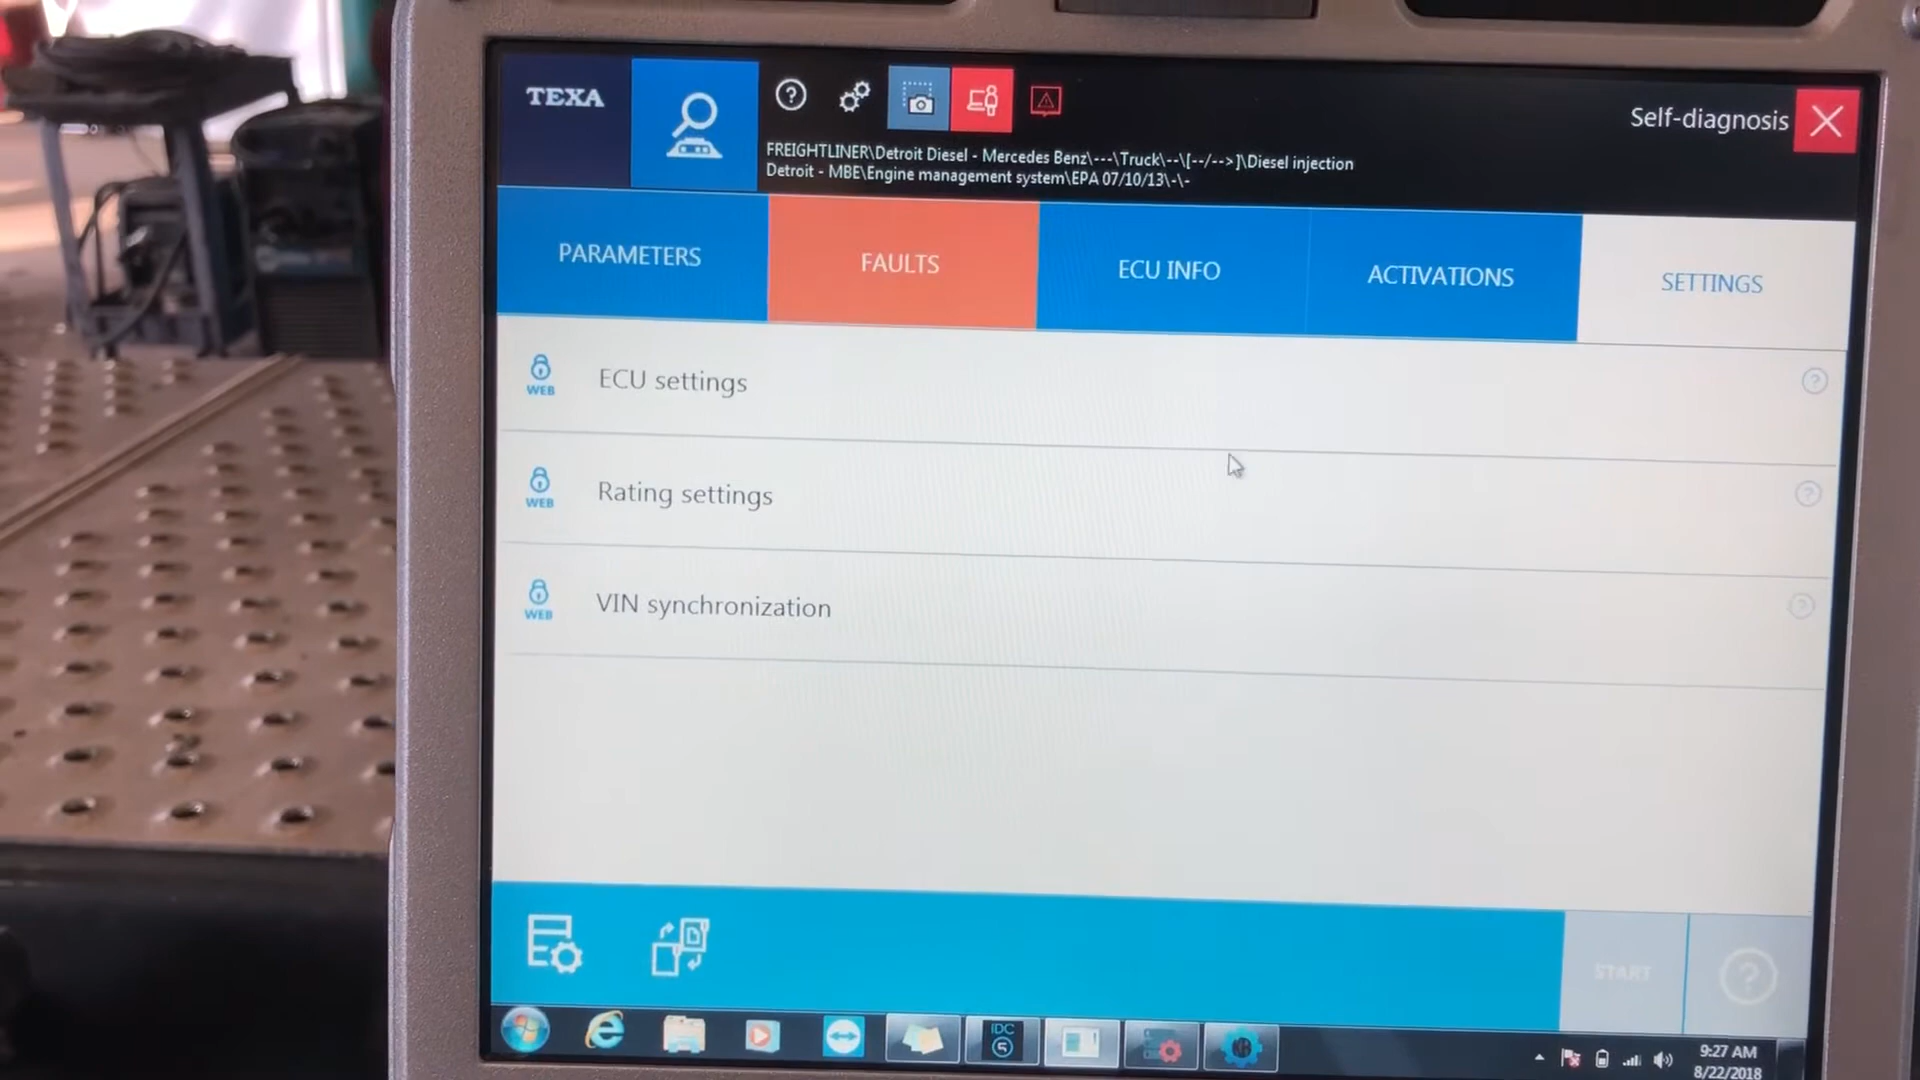 TEXA
Self-diagnosis
FREIGHTLINER\Detroit Diesel - Mercedes Benz\---\Truck\--\[--/-->]\Diesel injection
Detroit - MBE\Engine management system\EPA 07/10/13\-\-
PARAMETERS
FAULTS
ECU INFO
ACTIVATIONS
SETTINGS
WEB
ECU settings
WEB
Rating settings
WEB
VIN synchronization
START
IDC
5
9:27 AM
8/22/2018